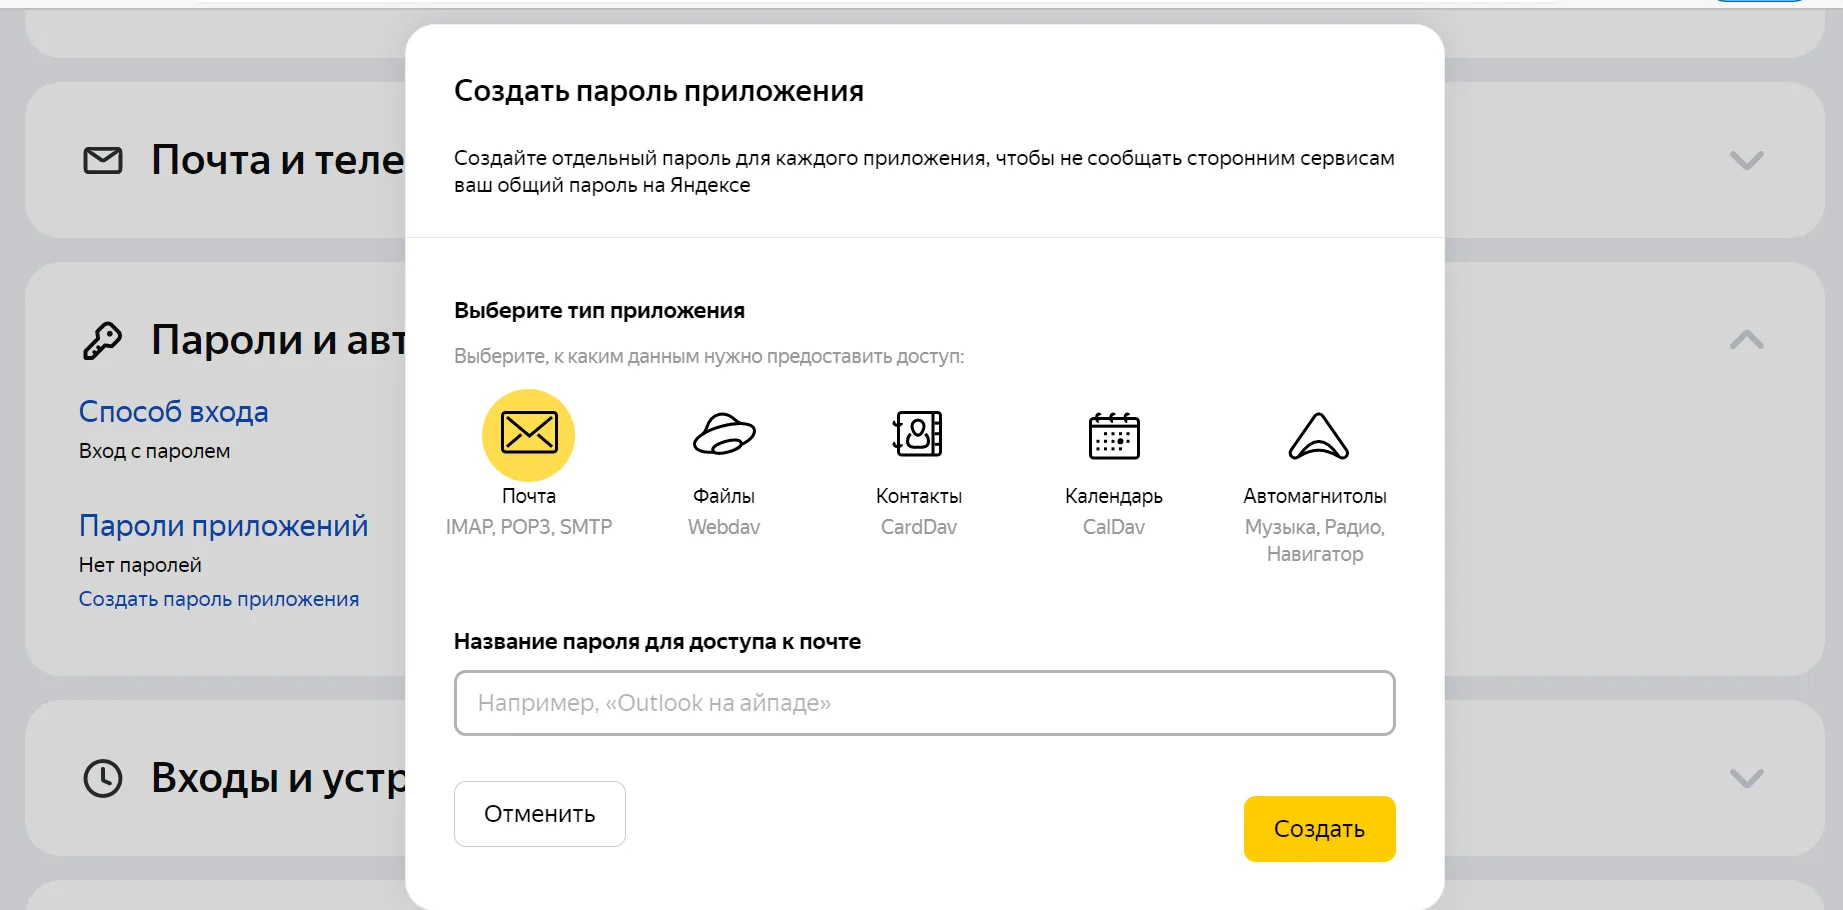 Создать пароль приложения
Создайте отдельный пароль для каждого приложения, чтобы не сообщать сторонним сервисам
ваш общий пароль на Яндексе
Почта и теле
Пароли и авт
Способ входа
Вход с паролем
Пароли приложений
Нет паролей
Создать пароль приложения
Входы и устр
Выберите тип приложения
Выберите, к каким данным нужно предоставить доступ:
Почта
IMAP, POP3, SMTP
Файлы
Webdav
Контакты
CardDav
Календарь
CalDav
Автомагнитолы
Музыка, Радио,
Навигатор
Название пароля для доступа к почте
Например, «Outlook на айпаде»
Отменить
Создать